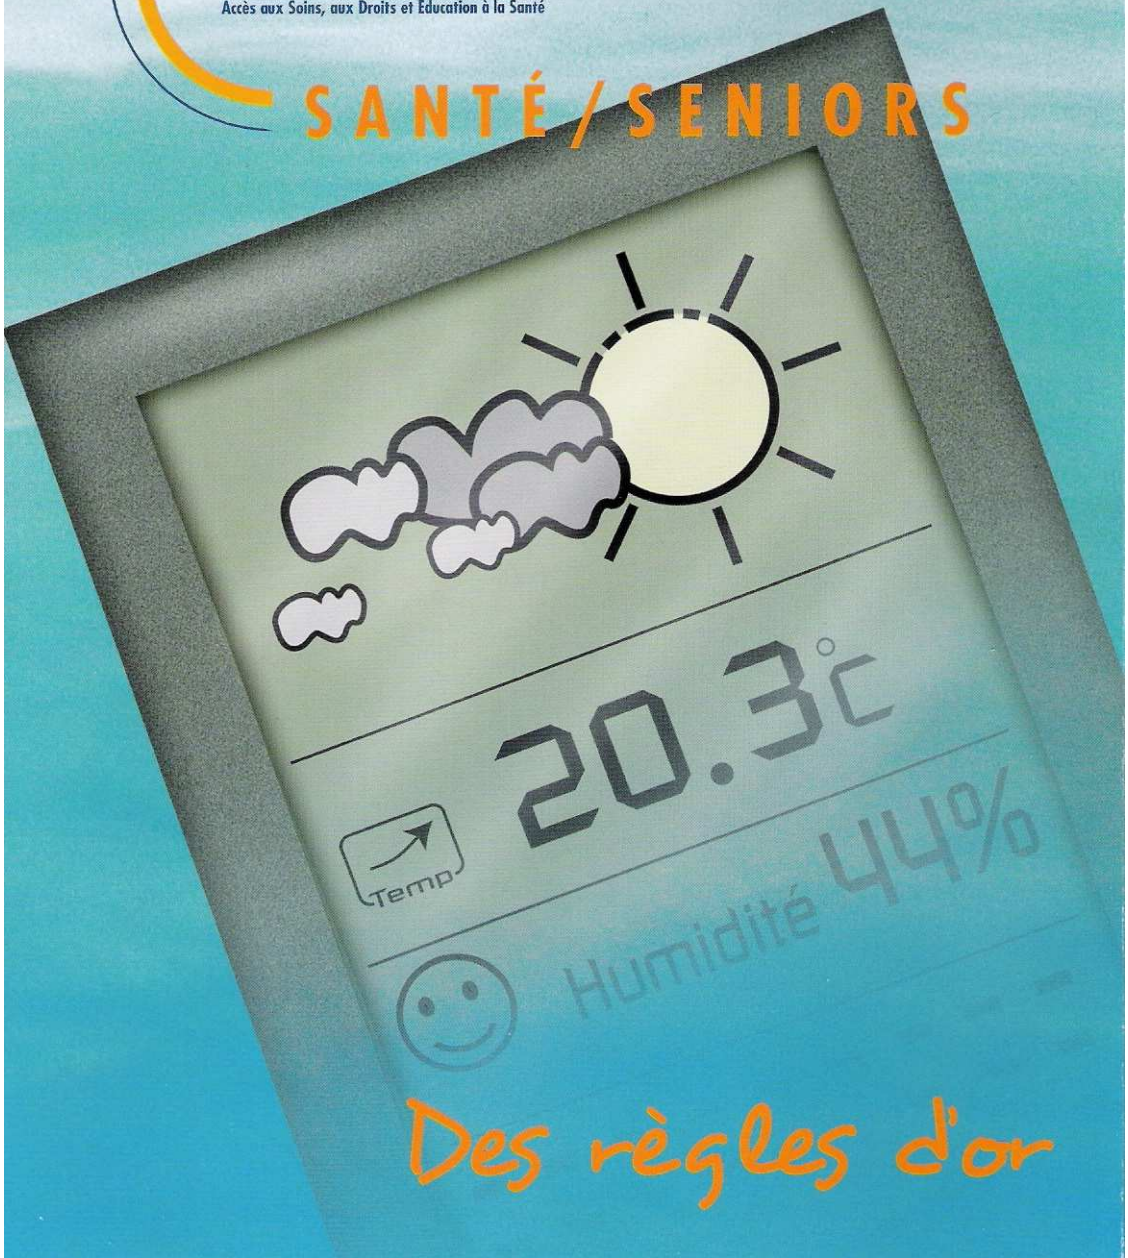 Accès aux Soins, aux Droits et Education à la Santé
SANTÉ/SENIORS
20.3°C
Temp
Humidité 44%
Des règles d'or